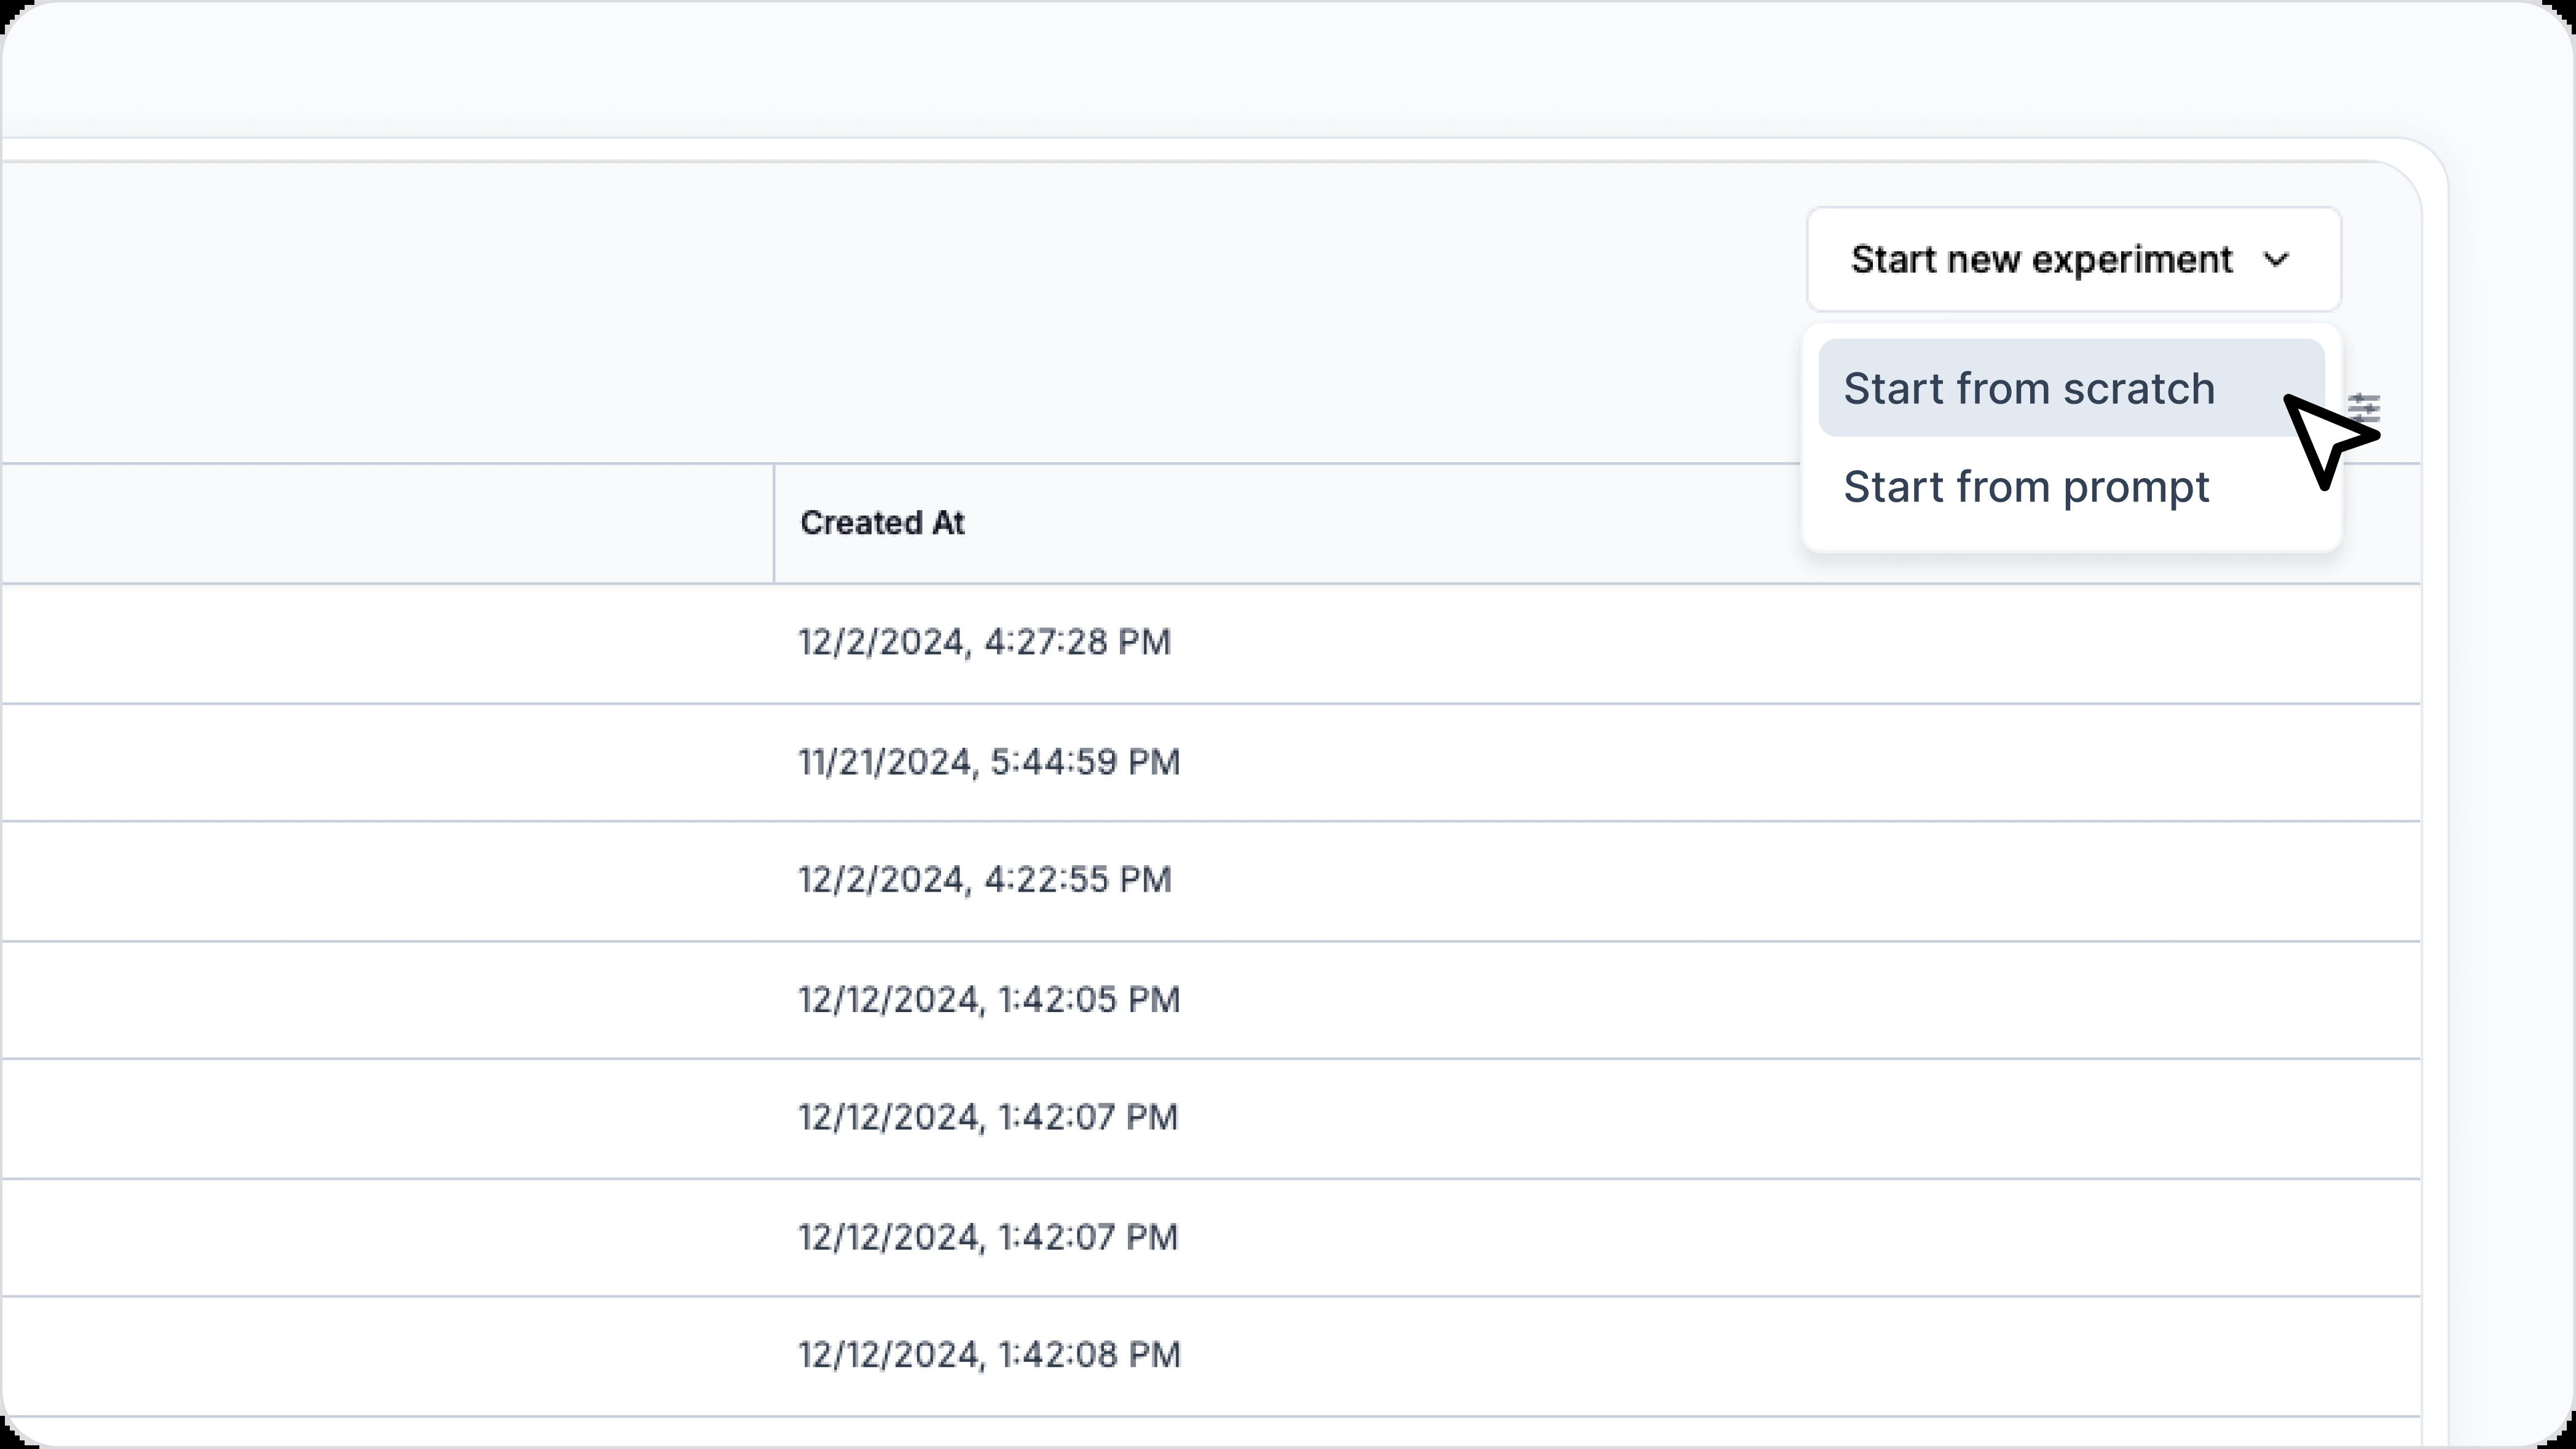 Start new experiment
Start from scratch
Start from prompt
Created At
12/2/2024, 4:27:28 PM
11/21/2024, 5:44:59 PM
12/2/2024, 4:22:55 PM
12/12/2024, 1:42:05 PM
12/12/2024, 1:42:07 PM
12/12/2024, 1:42:07 PM
12/12/2024, 1:42:08 PM